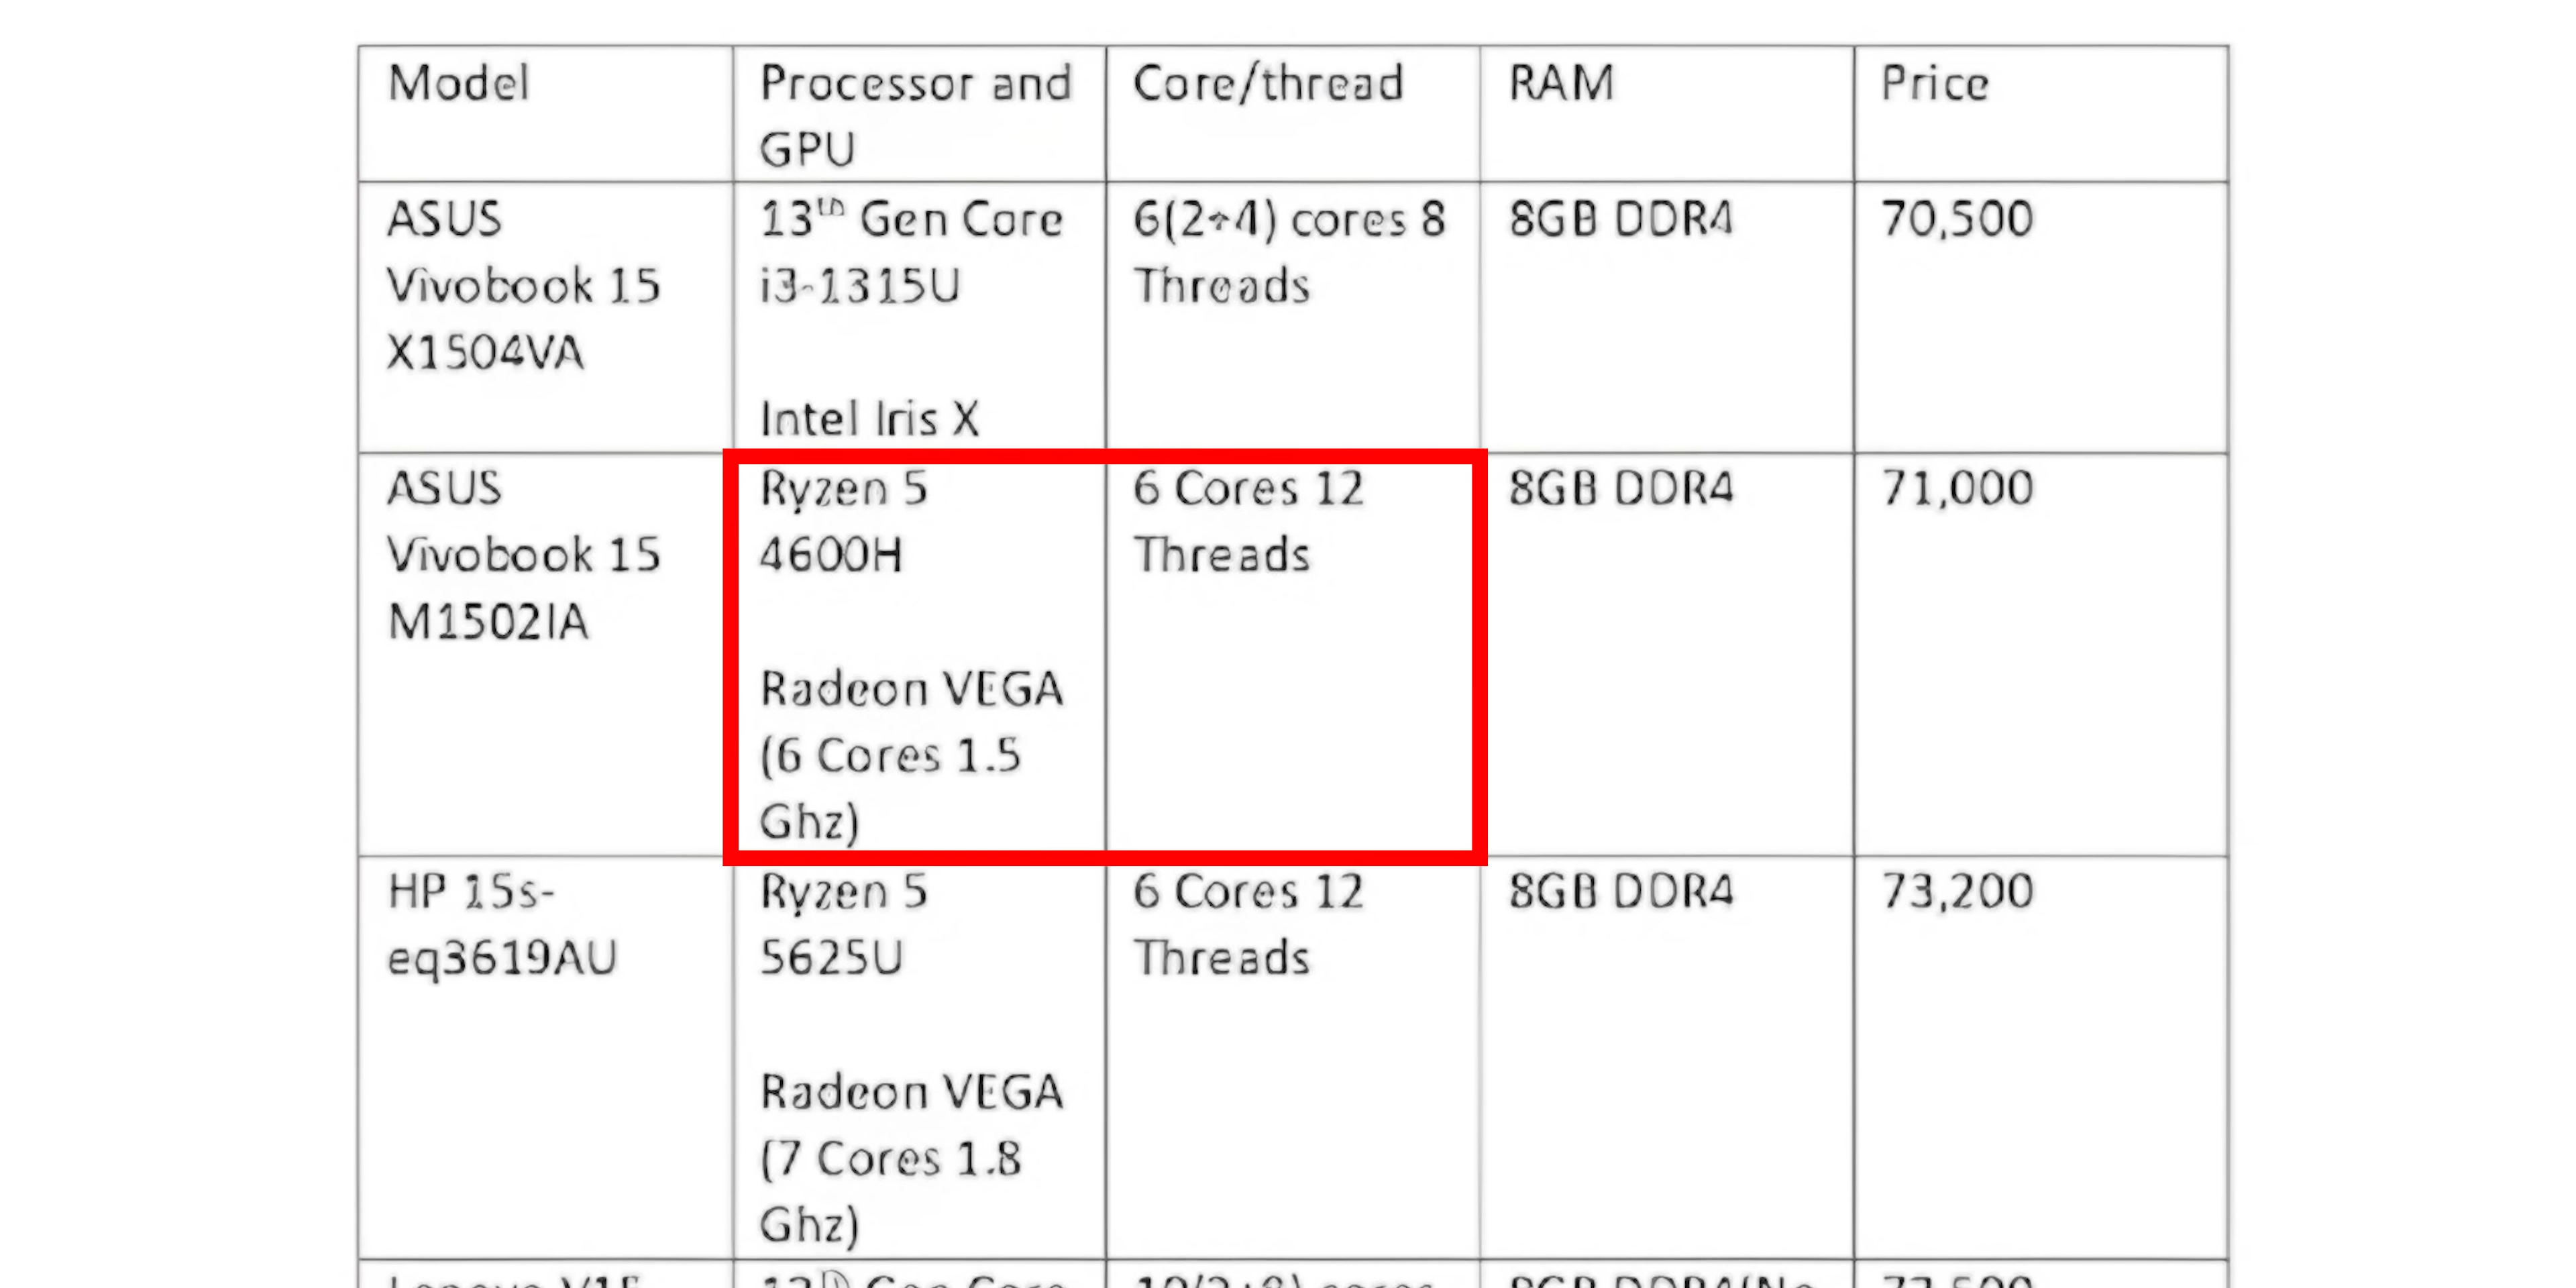 Model
Processor and
GPU
Core/thread
RAM
Price
ASUS
Vivobook 15
X1504VA
13th Gen Core
i3-1315U
Intel Iris X
6(2+4) cores 8
Threads
8GB DDR4
70,500
ASUS
Vivobook 15
M1502IA
Ryzen 5
4600H
Radeon VEGA
(6 Cores 1.5
Ghz)
6 Cores 12
Threads
8GB DDR4
71,000
HP 15s-
eq3619AU
Ryzen 5
5625U
Radeon VEGA
(7 Cores 1.8
Ghz)
6 Cores 12
Threads
8GB DDR4
73,200